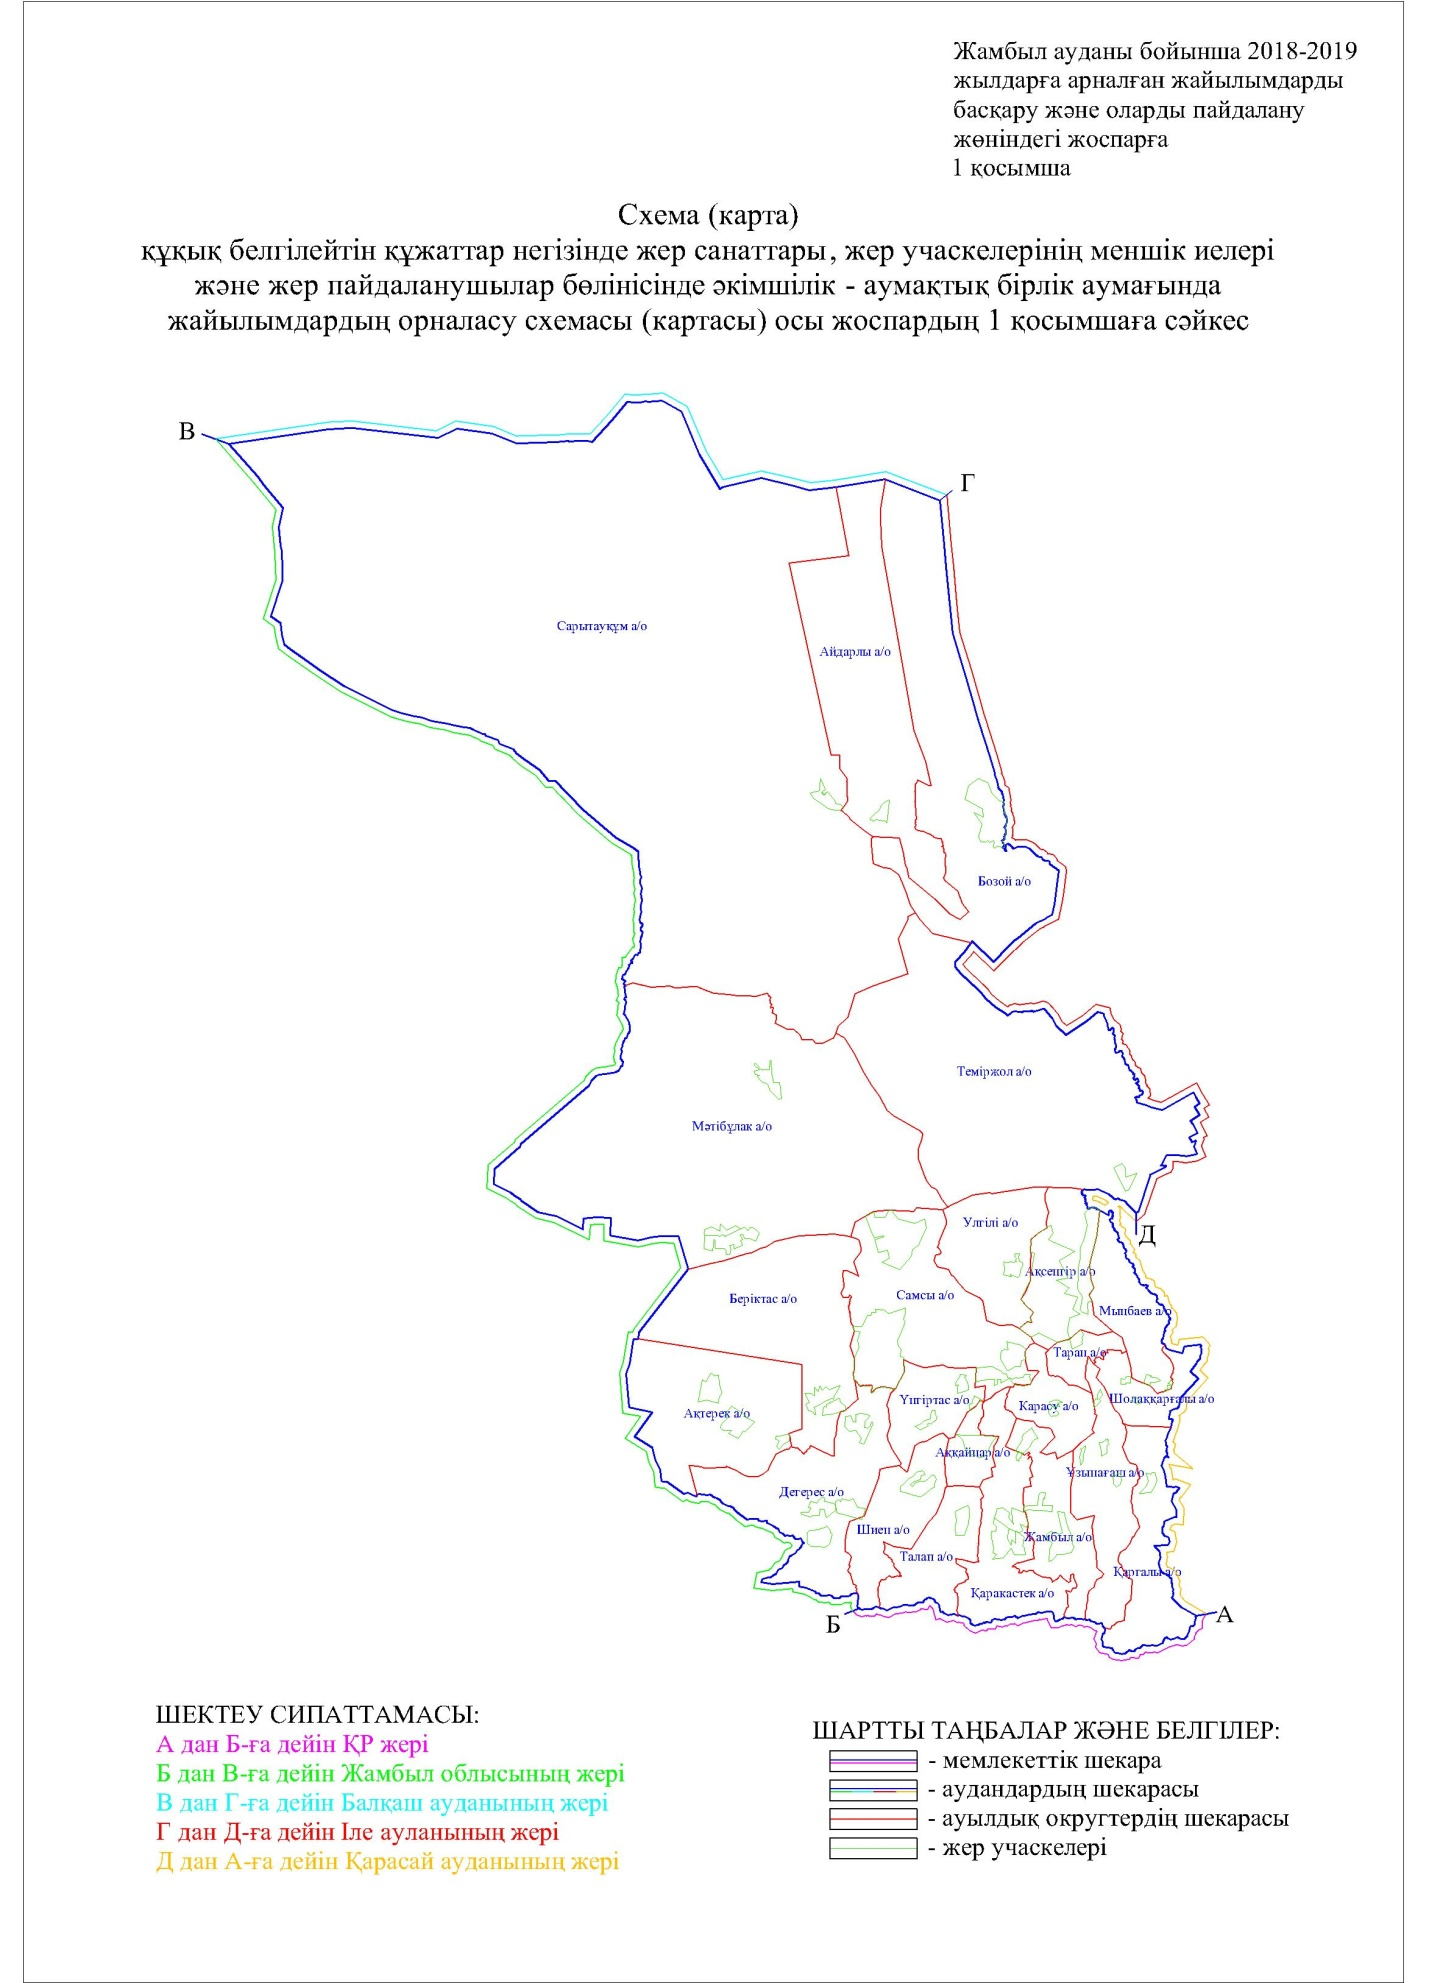 Жамбыл ауданы бойынша 2018-2019
жылдарға арналған жайылымдарды
басқару және оларды пайдалану
жөніндегі жоспарға
1 қосымша
Схема (карта)
құқық белгілейтін құжаттар негізінде жер санаттары, жер учаскелерінің меншік иелері
және жер пайдаланушылар бөлінісінде әкімшілік - аумақтық бірлік аумағында
жайылымдардың орналасу схемасы (картасы) осы жоспардың 1 қосымшаға сәйкес
В
Г
Сарытауқұм а/о
Айдарлы а/о
Бозой а/о
Теміржол а/о
Мәтібұлак а/о
Улгілі а/о
Д
Ақсеңгір а/о
Беріктас а/о
Самсы а/о
Мынбаев а/о
Таран а/о
Үңгіртас а/о
Карасу а/о
Шолаққарғалы а/о
Ақтерек а/о
Аққайнар а/о
Ұзынағаш а/о
Дегерес а/о
Шиен а/о
Жамбыл а/о
Талап а/о
Қарғалы а/о
Қаракастек а/о
Б
А
ШЕКТЕУ СИПАТТАМАСЫ:
А дан Б-ға дейін ҚР жері
Б дан В-ға дейін Жамбыл облысының жері
В дан Г-ға дейін Балқаш ауданының жері
Г дан Д-ға дейін Іле ауланының жері
Д дан А-ға дейін Қарасай ауданының жері
ШАРТТЫ ТАҢБАЛАР ЖӘНЕ БЕЛГІЛЕР:
- мемлекеттік шекара
- аудандардың шекарасы
- ауылдық округтердің шекарасы
- жер учаскелері